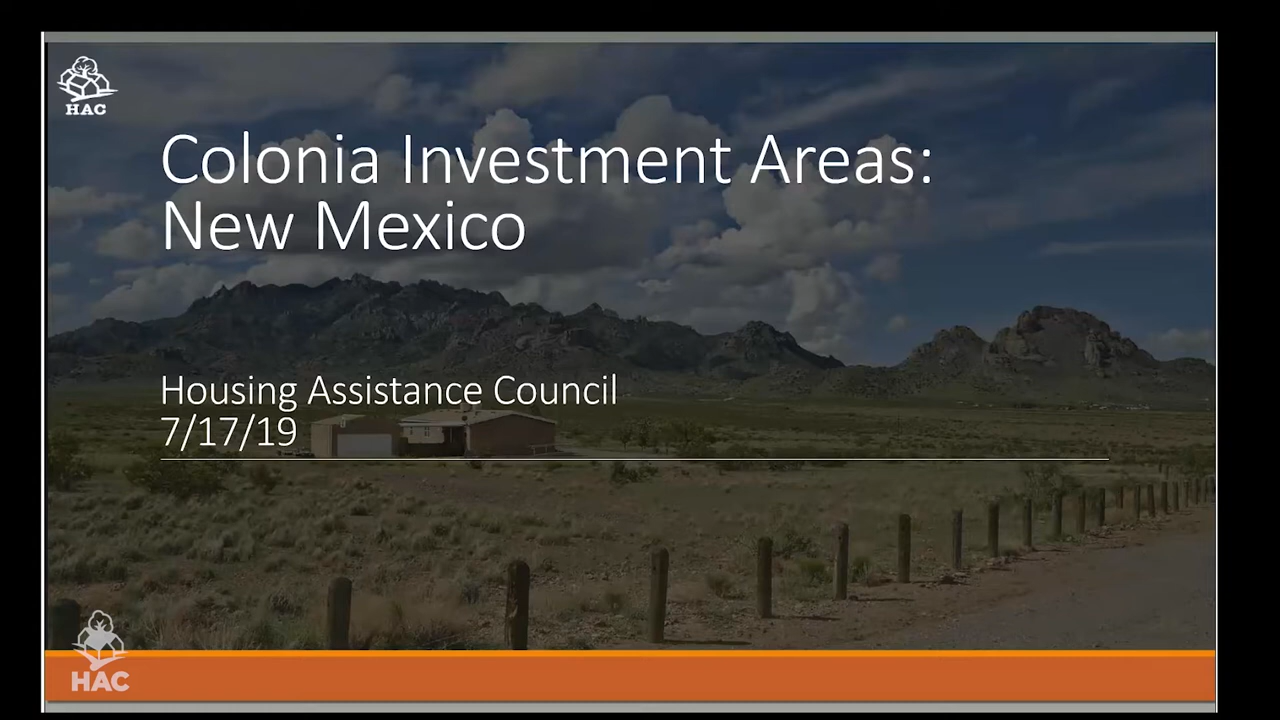 HAC
Colonia Investment Areas:
New Mexico
Housing Assistance Council
7/17/19
HAC